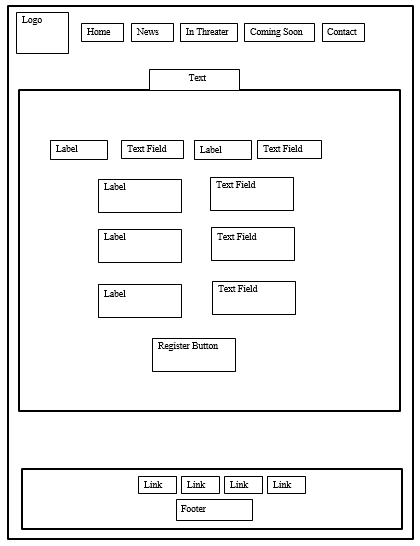 Logo
Home News In Threater Coming Soon Contact
Text
Label Text Field Label Text Field
Label Text Field
Label Text Field
Label Text Field
Register Button
Link Link Link Link
Footer